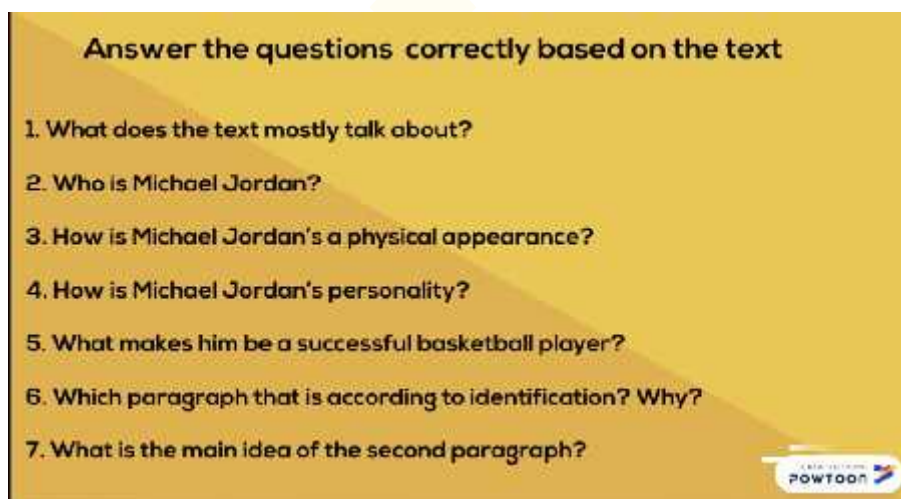 Answer the questions correctly based on the text
1. What does the text mostly talk about?
2. Who is Michael Jordan?
3. How is Michael Jordan's a physical appearance?
4. How is Michael Jordan's personality?
5. What makes him be a successful basketball player?
6. Which paragraph that is according to identification? Why?
7. What is the main idea of the second paragraph?
POWTOON